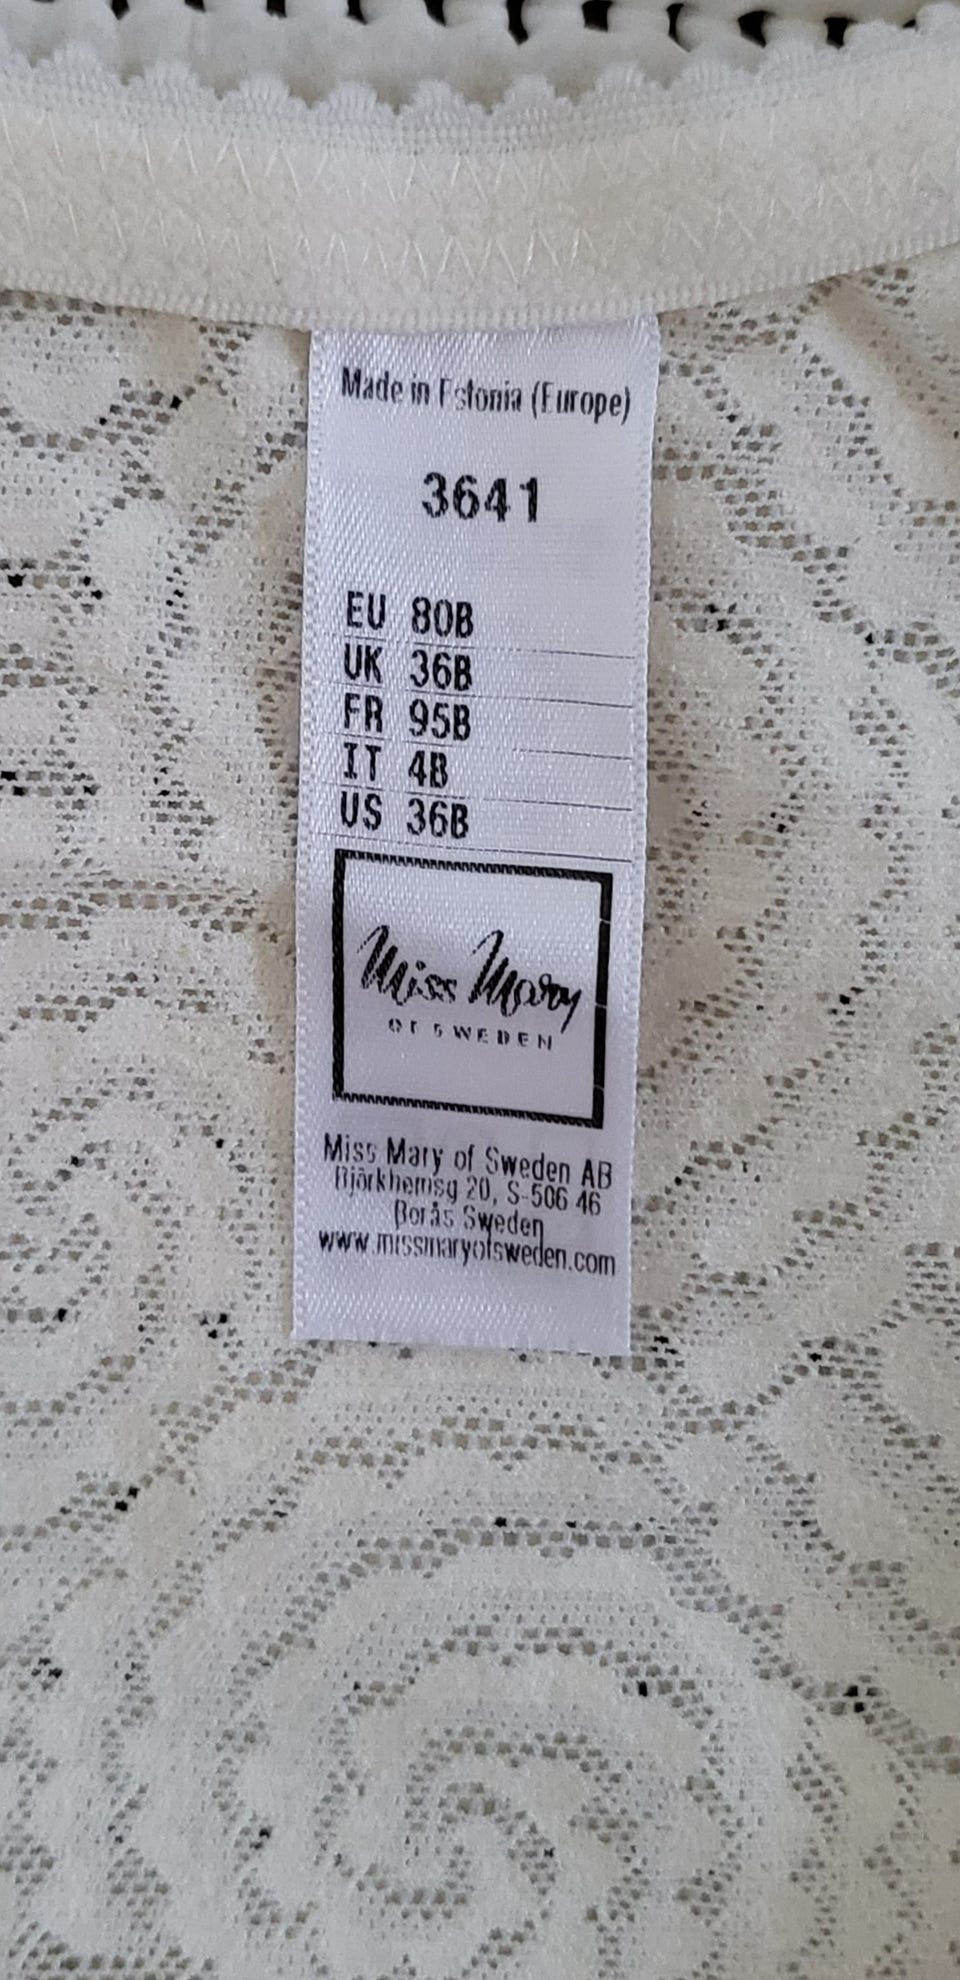 Made in Estonia (Europe)
3641
EU 80B
UK 36B
FR 95B
IT 4B
US 36B
Miss Mary
OF SWEDEN
Miss Mary of Sweden AB
Björkhemsg 20, S-506 46
Borås Sweden
www.missmaryofsweden.com